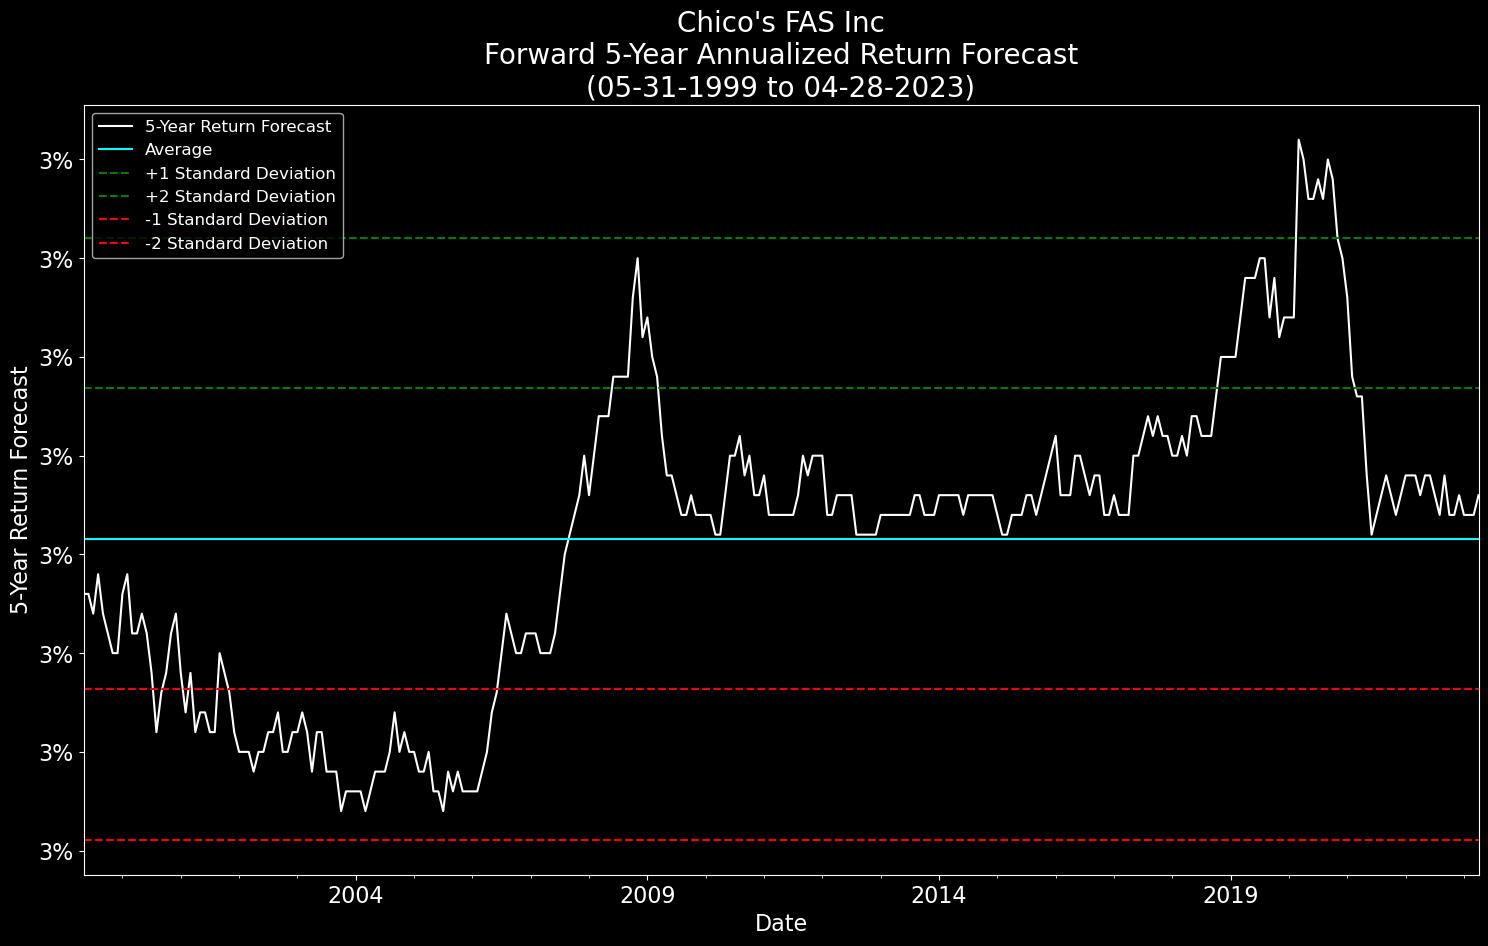 Chico's FAS Inc
Forward 5-Year Annualized Return Forecast
(05-31-1999 to 04-28-2023)
5-Year Return Forecast
Average
+1 Standard Deviation
+2 Standard Deviation
-1 Standard Deviation
-2 Standard Deviation
3%
3%
3%
3%
3%
3%
3%
3%
5-Year Return Forecast
2004
2009
2014
2019
Date